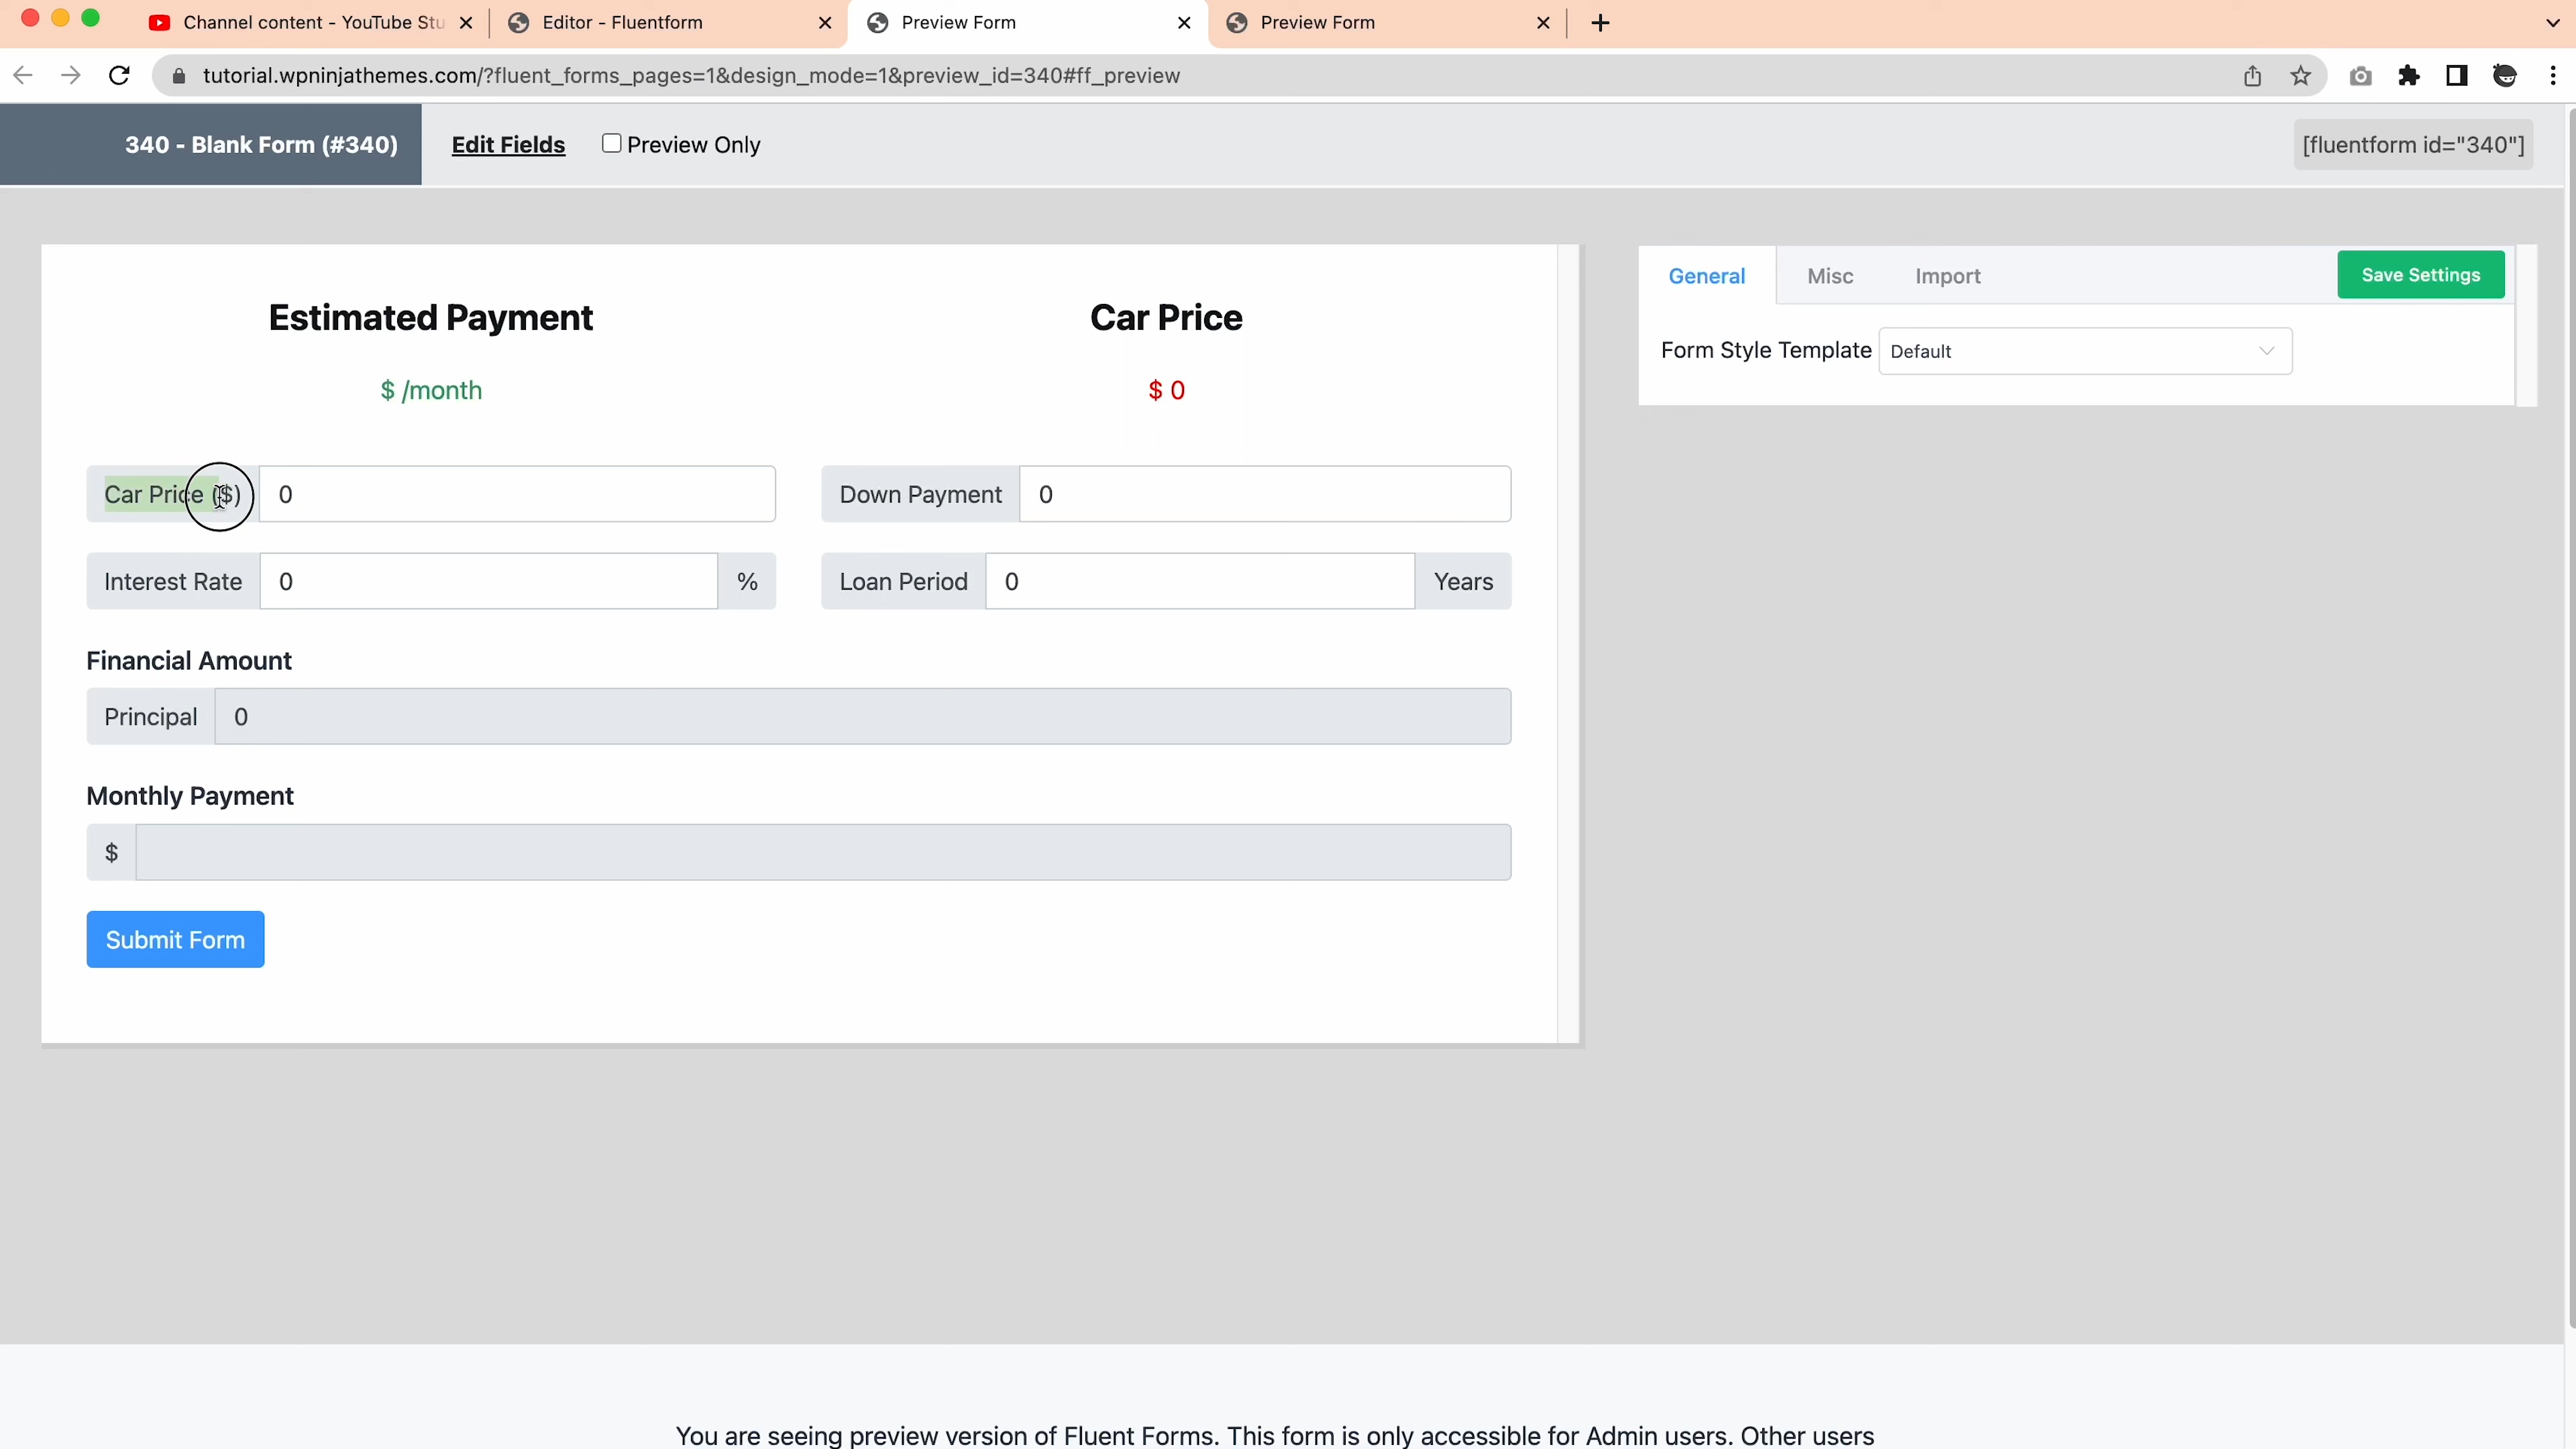 Channel content - YouTube Stu
Editor - Fluentform
Preview Form
Preview Form
tutorial.wpninjathemes.com/?fluent_forms_pages=1&design_mode=1&preview_id=340#ff_preview
340 - Blank Form (#340)
Edit Fields
Preview Only
[fluentform id="340"]
Estimated Payment
Car Price
$ /month
$ 0
General
Misc
Import
Save Settings
Form Style Template
Default
Car Price ($)
0
Down Payment
0
Interest Rate
0
%
Loan Period
0
Years
Financial Amount
Principal
0
Monthly Payment
$
Submit Form
You are seeing preview version of Fluent Forms. This form is only accessible for Admin users. Other users